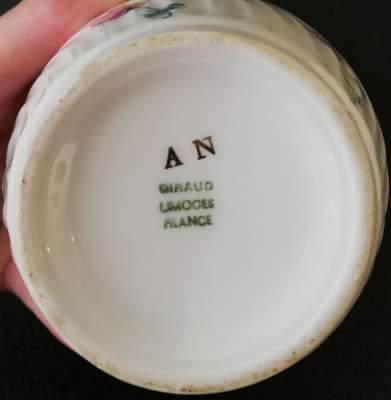 A N
GIRAUD
LIMOGES
FRANCE